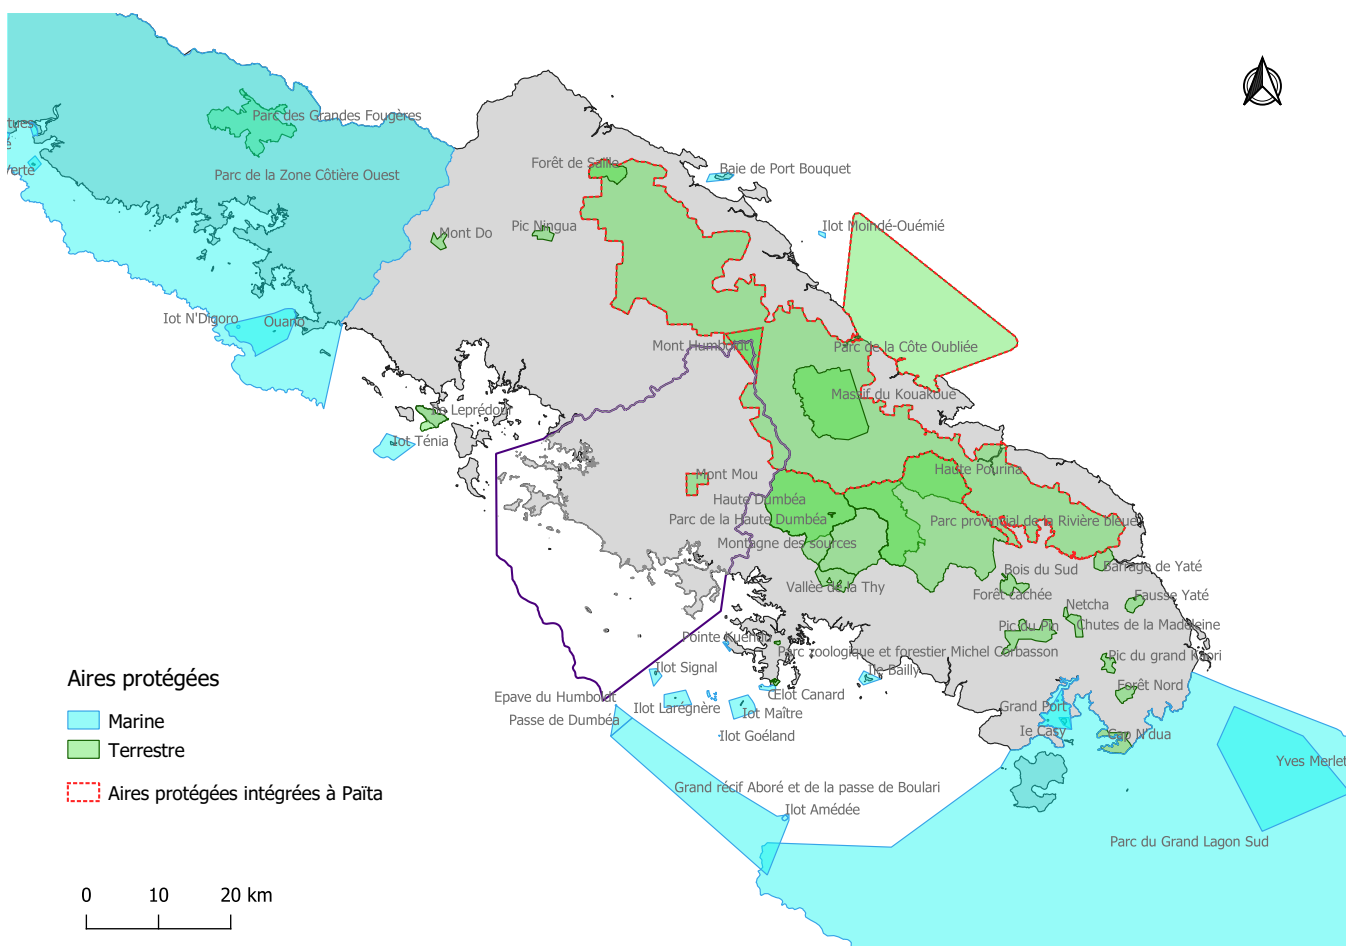 Parc des Grandes Fougères
tues
é
verte
Parc de la Zone Côtière Ouest
Forêt de Saille
Baie de Port Bouquet
Mont Do
Pic Ningua
Ilot Moindé-Ouémié
Iot N'Digoro
Ouano
Mont Humboldt
Parc de la Côte Oubliée
Massif du Kouakoué
Leprédour
Iot Ténia
Mont Mou
Haute Pourina
Haute Dumbéa
Parc de la Haute Dumbéa
Parc provincial de la Rivière bleue
Montagne des sources
Barrage de Yaté
Bois du Sud
Vallèe de la Thy
Forêt cachée
Fausse Yaté
Netcha
Pic du Pin
Chutes de la Madeleine
Pointe Kuendu
Parc zoologique et forestier Michel Corbasson
Pic du grand Kaori
Ilot Signal
Ile Bailly
Forêt Nord
Epave du Humboldt
Œlot Canard
Ilot Larégnère
Iot Maître
Grand Port
Passe de Dumbéa
Ilot Goéland
Ie Casy
Cap N'dua
Yves Merlet
Grand récif Aboré et de la passe de Boulari
Ilot Amédée
Parc du Grand Lagon Sud
Aires protégées
Marine
Terrestre
Aires protégées intégrées à Païta
0 10 20 km